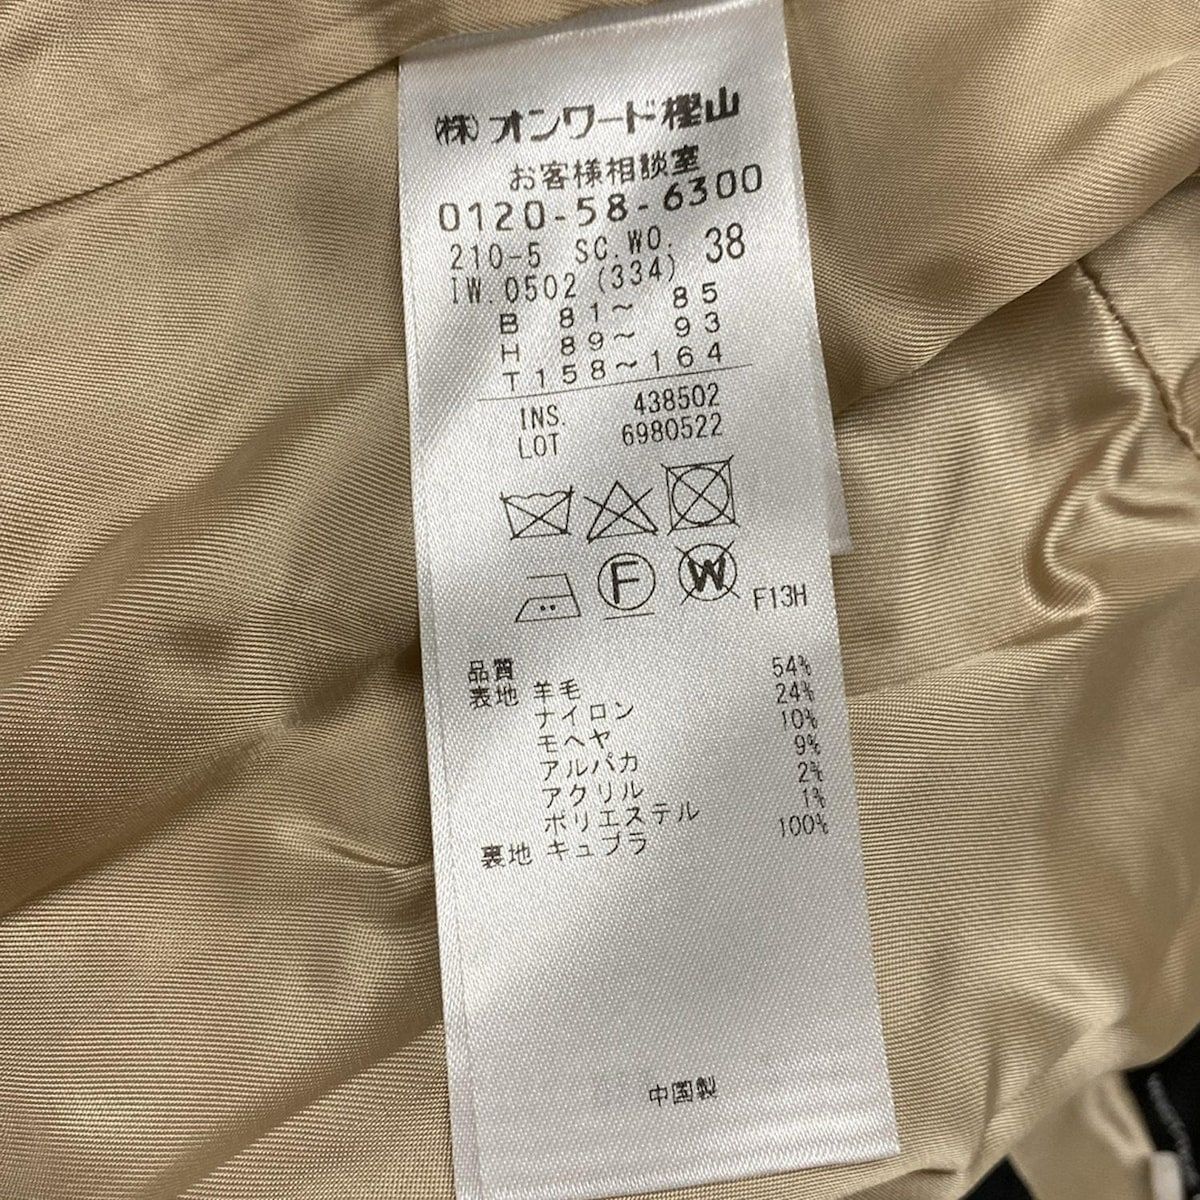 (株)オンワード樫山
お客様相談室
0120-58-6300
210-5 SC.WO. 38
IW.0502 (334)
B 81～ 85
H 89～ 93
T158～164
INS. 438502
LOT 6980522
F W F13H
品質
表地 羊毛 54%
ナイロン 24%
モヘヤ 10%
アルパカ 9%
アクリル 2%
ポリエステル 1%
裏地 キュプラ 100%
中国製